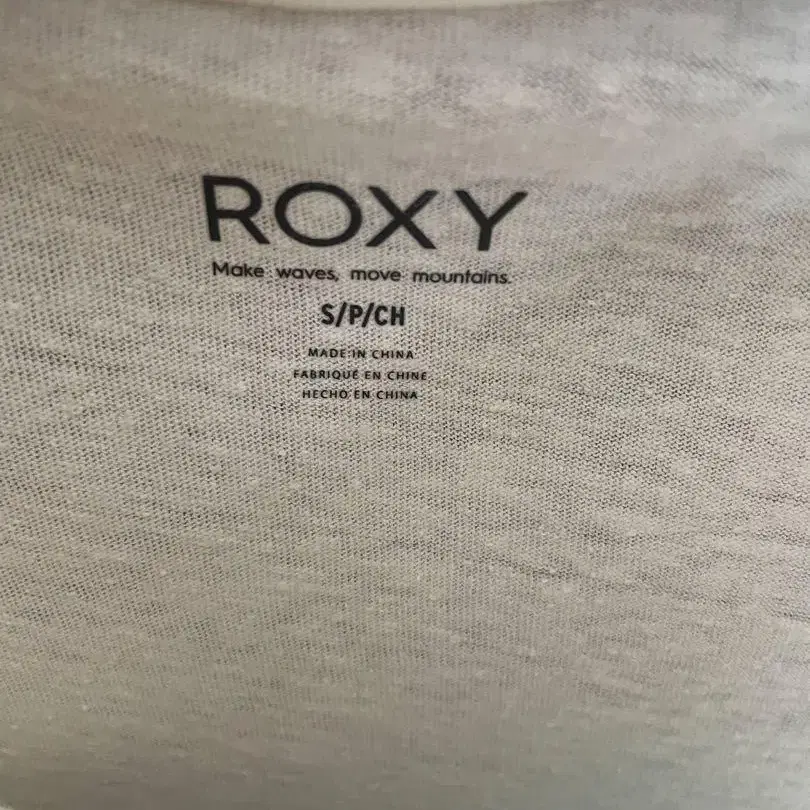 ROXY
Make waves, move mountains.
S/P/CH
MADE IN CHINA
FABRIQUÉ EN CHINE
HECHO EN CHINA